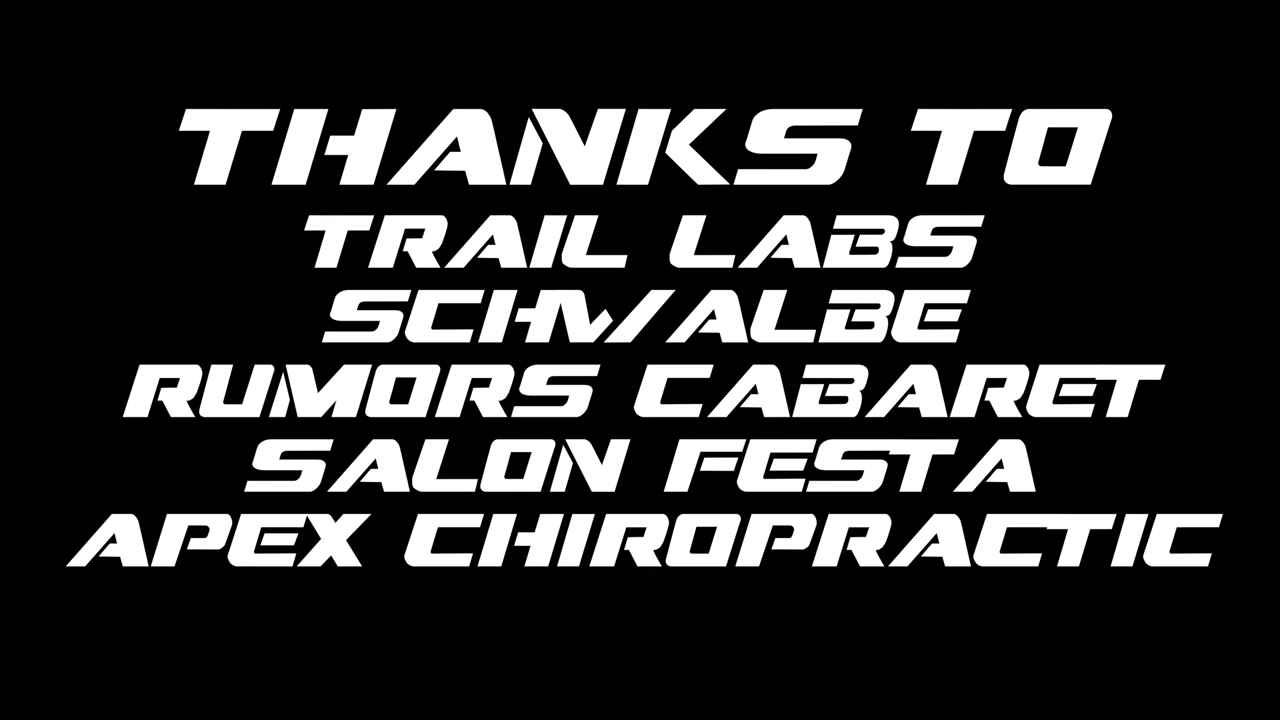 THANKS TO
TRAIL LABS
SCHWALBE
RUMORS CABARET
SALON FESTA
APEX CHIROPRACTIC